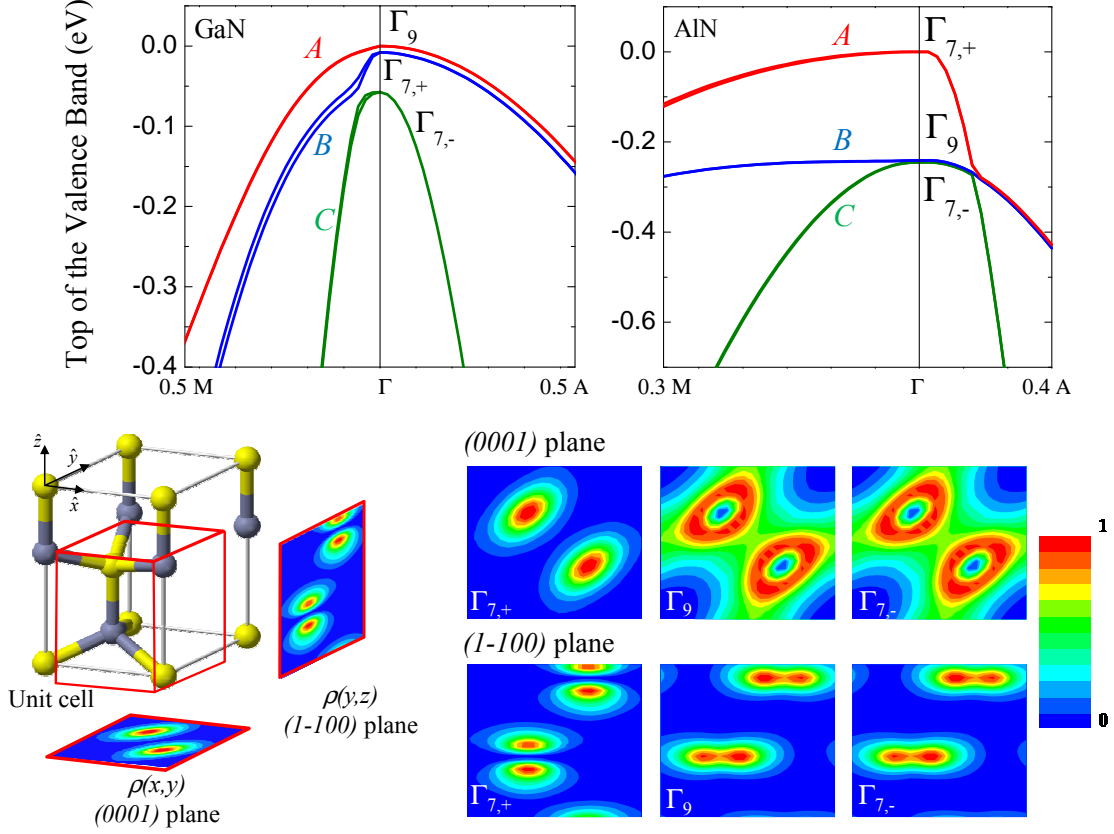 GaN
A
B
C
Γ9
Γ7,+
Γ7,-
Top of the Valence Band (eV)
0.0
-0.1
-0.2
-0.3
-0.4
0.5 M
Γ
0.5 A
AlN
A
B
C
Γ7,+
Γ9
Γ7,-
0.0
-0.2
-0.4
-0.6
0.3 M
Γ
0.4 A
ẑ
ŷ
x̂
Unit cell
ρ(y,z)
(1-100) plane
ρ(x,y)
(0001) plane
(0001) plane
Γ7,+
Γ9
Γ7,-
(1-100) plane
Γ7,+
Γ9
Γ7,-
1
0